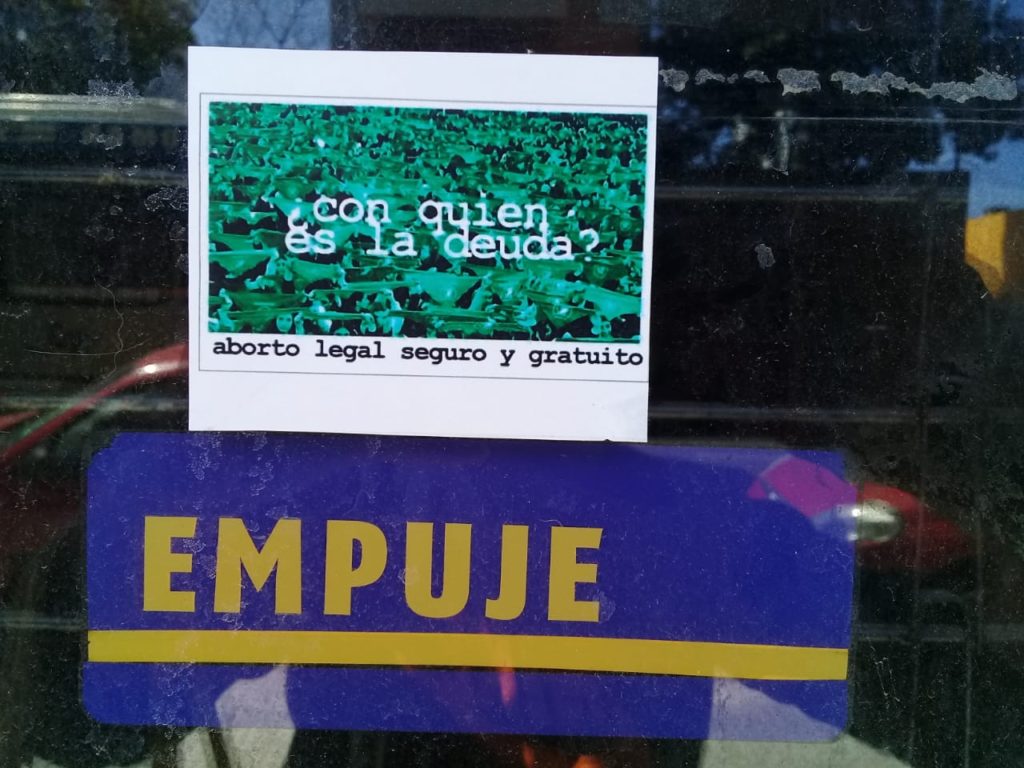 ¿con quien
es la deuda?
aborto legal seguro y gratuito
EMPUJE